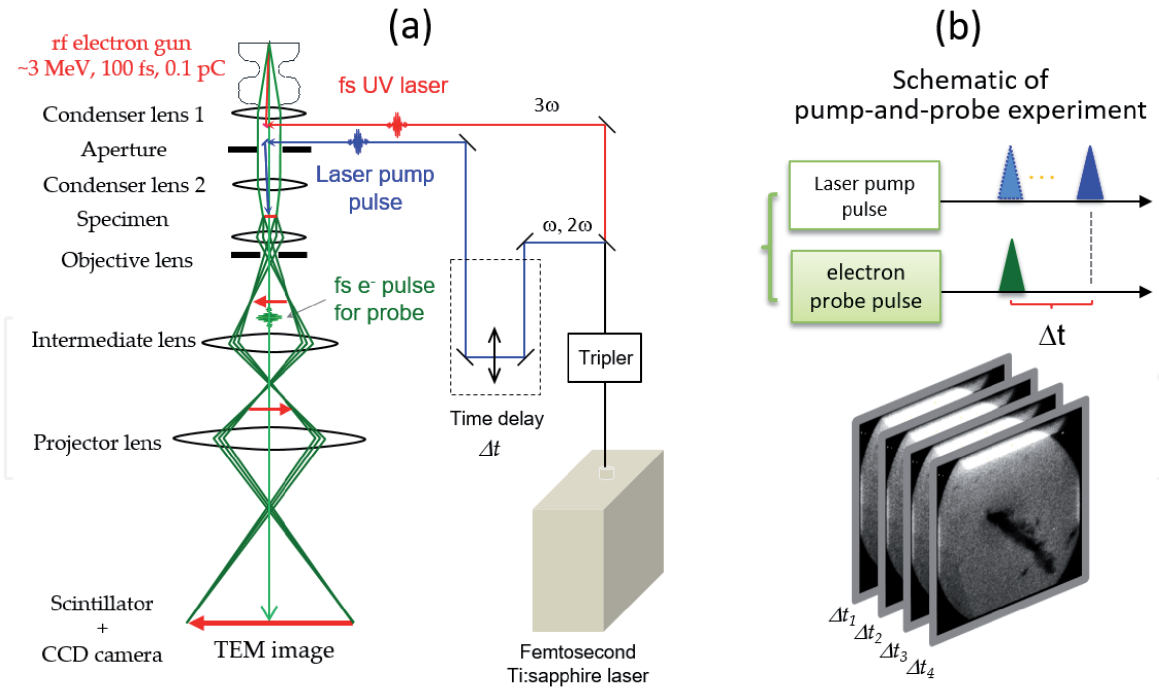 (a)
rf electron gun
~3 MeV, 100 fs, 0.1 pC
Condenser lens 1
Aperture
Condenser lens 2
Specimen
Objective lens
Intermediate lens
Projector lens
Scintillator
+
CCD camera
TEM image
fs UV laser
3ω
Laser pump
pulse
ω, 2ω
fs e- pulse
for probe
Time delay
Δt
Tripler
Femtosecond
Ti:sapphire laser
(b)
Schematic of
pump-and-probe experiment
Laser pump
pulse
electron
probe pulse
Δt
Δt1
Δt2
Δt3
Δt4